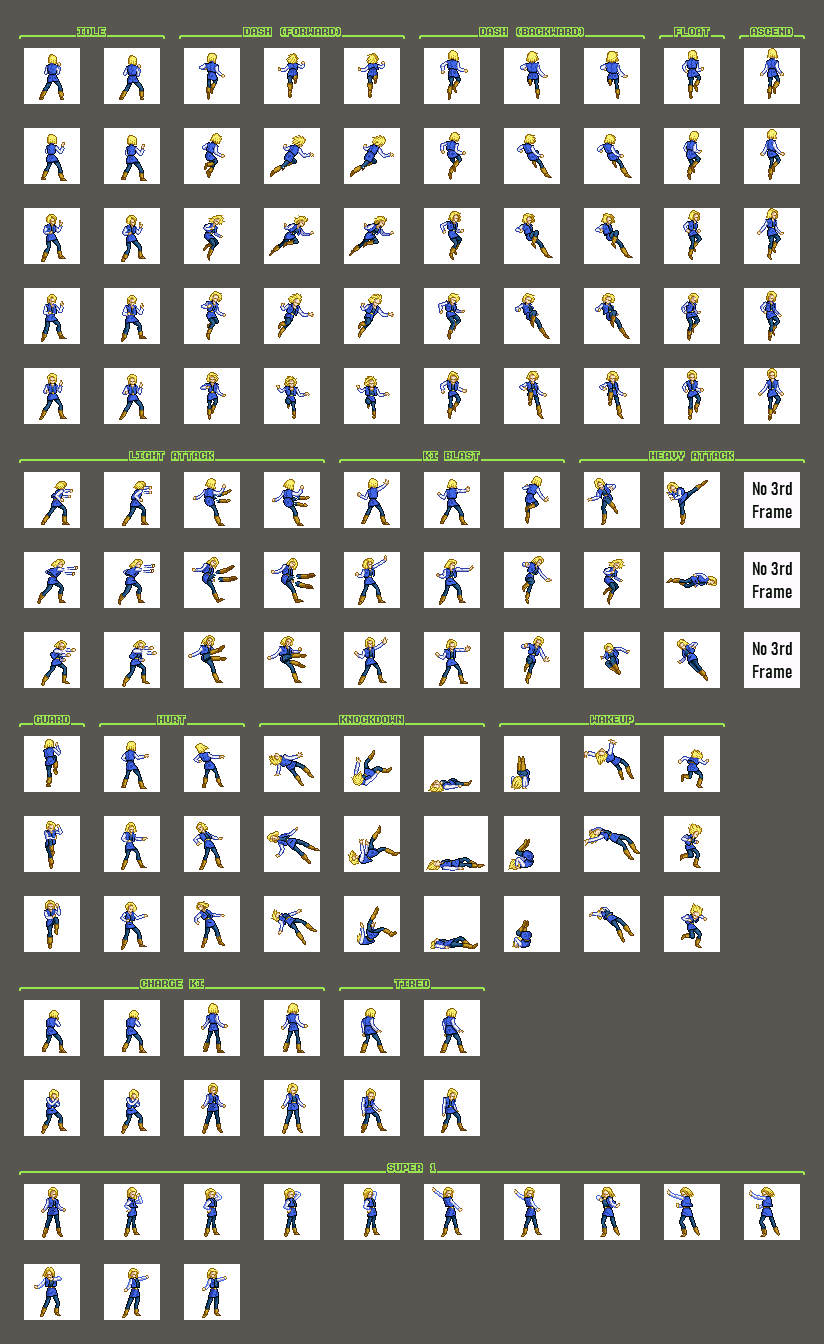 IDLE DASH (FORWARD) DASH (BACKWARD) FLOAT ASCEND
LIGHT ATTACK KI BLAST HEAVY ATTACK
No 3rd
Frame
No 3rd
Frame
No 3rd
Frame
GUARD HURT KNOCKDOWN WAKEUP
CHARGE KI TIRED
SUPER 1